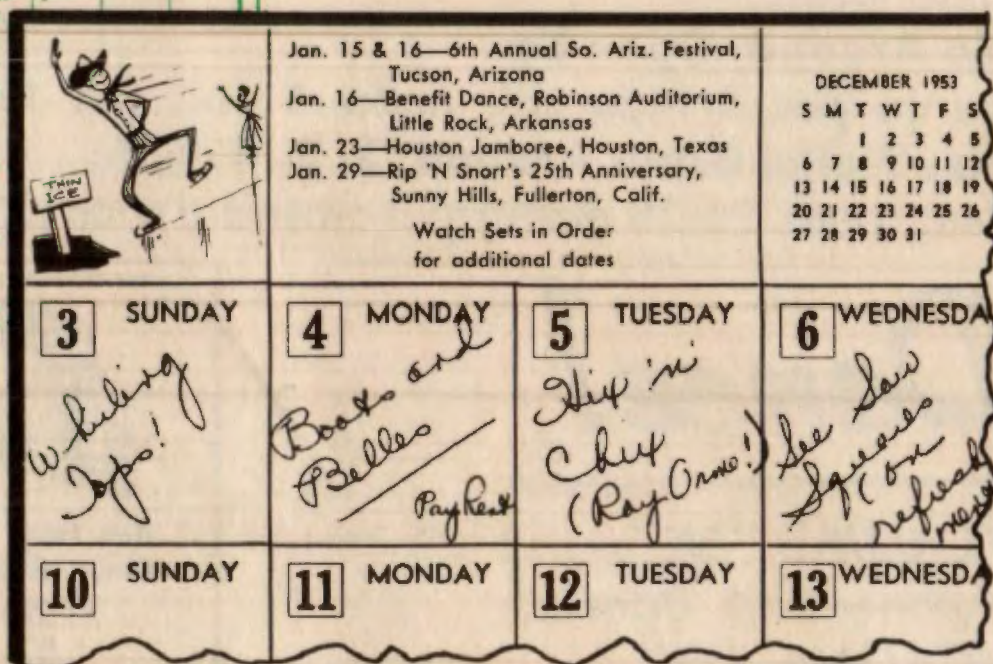 THIN
ICE
Jan. 15 & 16—6th Annual So. Ariz. Festival,
Tucson, Arizona
Jan. 16—Benefit Dance, Robinson Auditorium,
Little Rock, Arkansas
Jan. 23—Houston Jamboree, Houston, Texas
Jan. 29—Rip 'N Snort's 25th Anniversary,
Sunny Hills, Fullerton, Calif.
Watch Sets in Order
for additional dates
DECEMBER 1953
S M T W T F S
1 2 3 4 5
6 7 8 9 10 11 12
13 14 15 16 17 18 19
20 21 22 23 24 25 26
27 28 29 30 31
3 SUNDAY
Whirling
Tops!
4 MONDAY
Boots and
Belles
Pay Rent
5 TUESDAY
Hix 'n'
Chix
(Ray Orme!)
6 WEDNESDA
See Saw
Squares
(on
refresh
ments
10 SUNDAY
11 MONDAY
12 TUESDAY
13 WEDNESDA